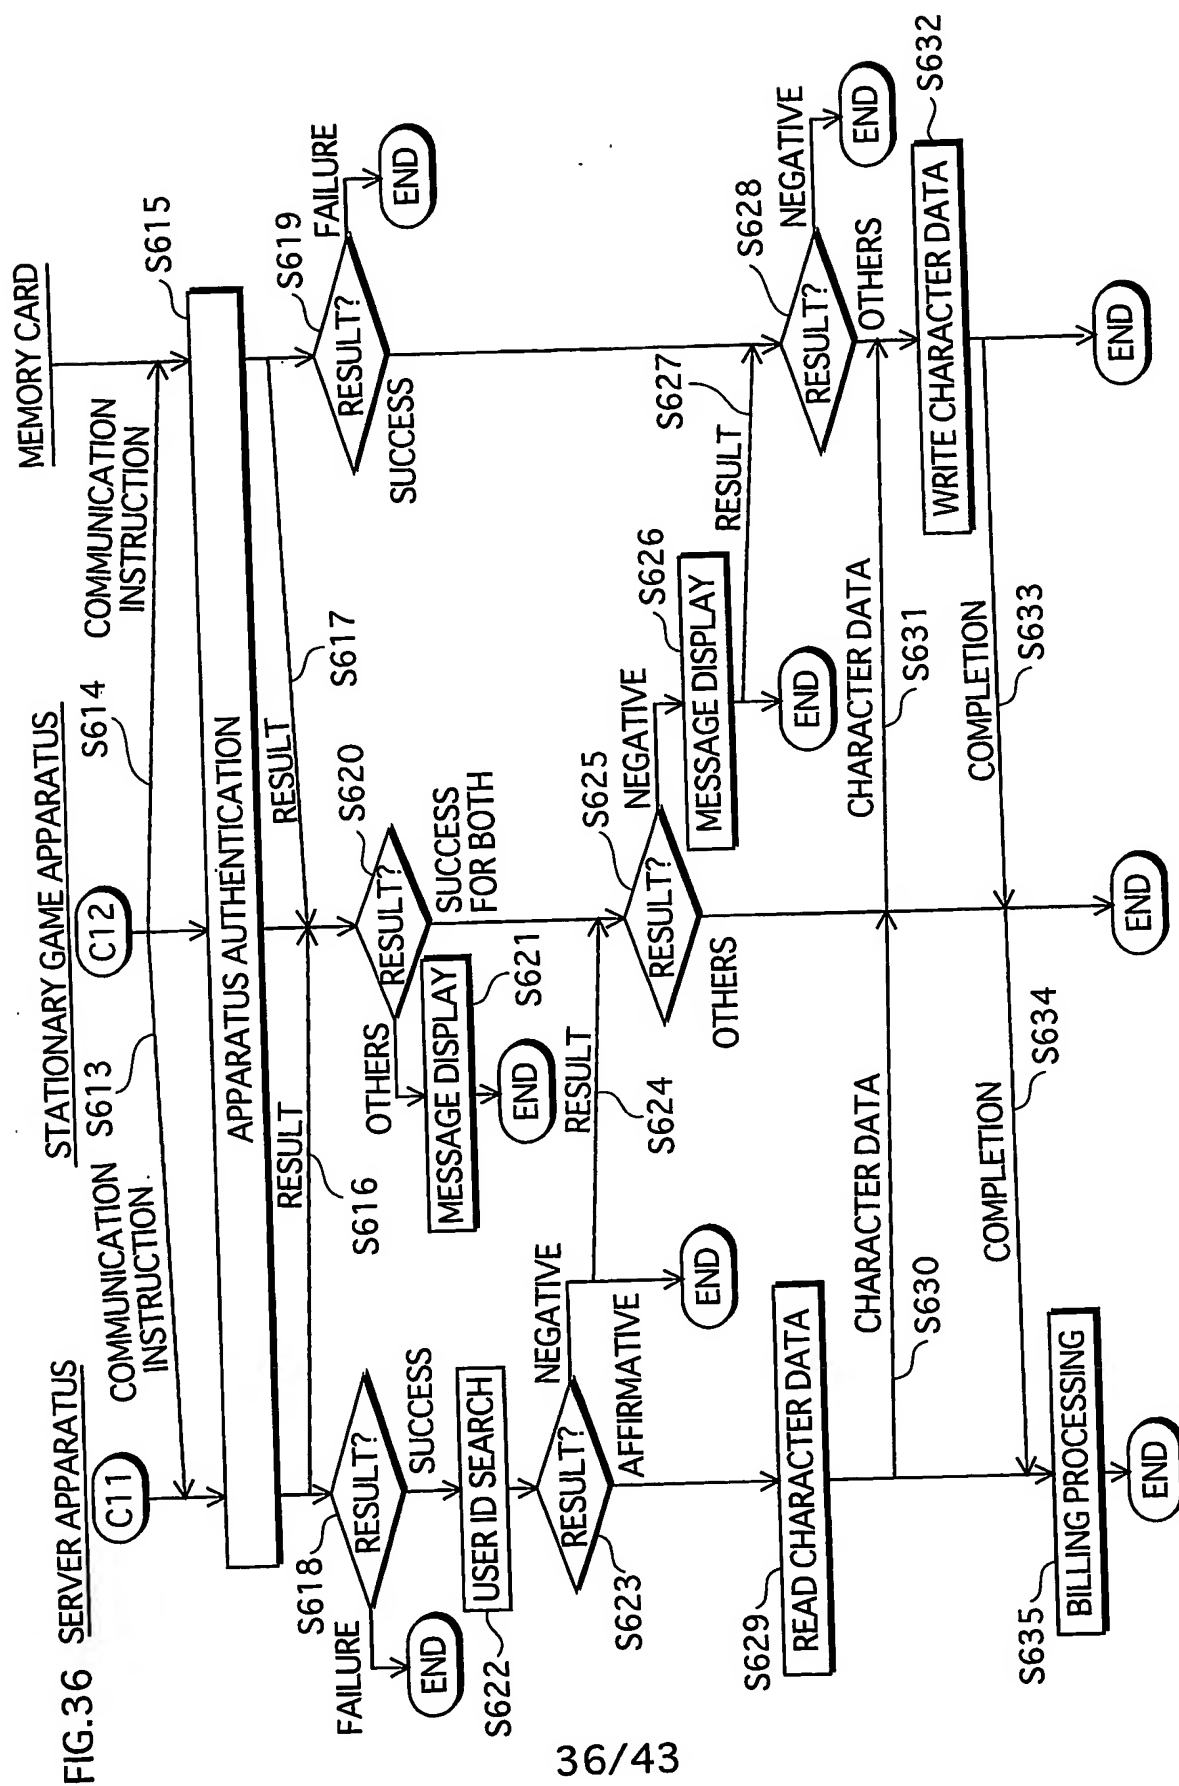 FIG.36
SERVER APPARATUS
STATIONARY GAME APPARATUS
MEMORY CARD
C11
COMMUNICATION
INSTRUCTION
S613
C12
S614
COMMUNICATION
INSTRUCTION
S615
APPARATUS AUTHENTICATION
RESULT
S616
RESULT
S617
S618
RESULT?
FAILURE
END
SUCCESS
S620
RESULT?
OTHERS
SUCCESS
FOR BOTH
MESSAGE DISPLAY
S621
END
S619
RESULT?
FAILURE
END
SUCCESS
USER ID SEARCH
S622
RESULT?
S623
NEGATIVE
AFFIRMATIVE
END
RESULT
S624
S625
RESULT?
NEGATIVE
OTHERS
MESSAGE DISPLAY
S626
END
RESULT
S627
RESULT?
S628
NEGATIVE
END
OTHERS
S629
READ CHARACTER DATA
CHARACTER DATA
S630
CHARACTER DATA
S631
WRITE CHARACTER DATA
S632
COMPLETION
S633
COMPLETION
S634
S635
BILLING PROCESSING
END
END
END
36/43